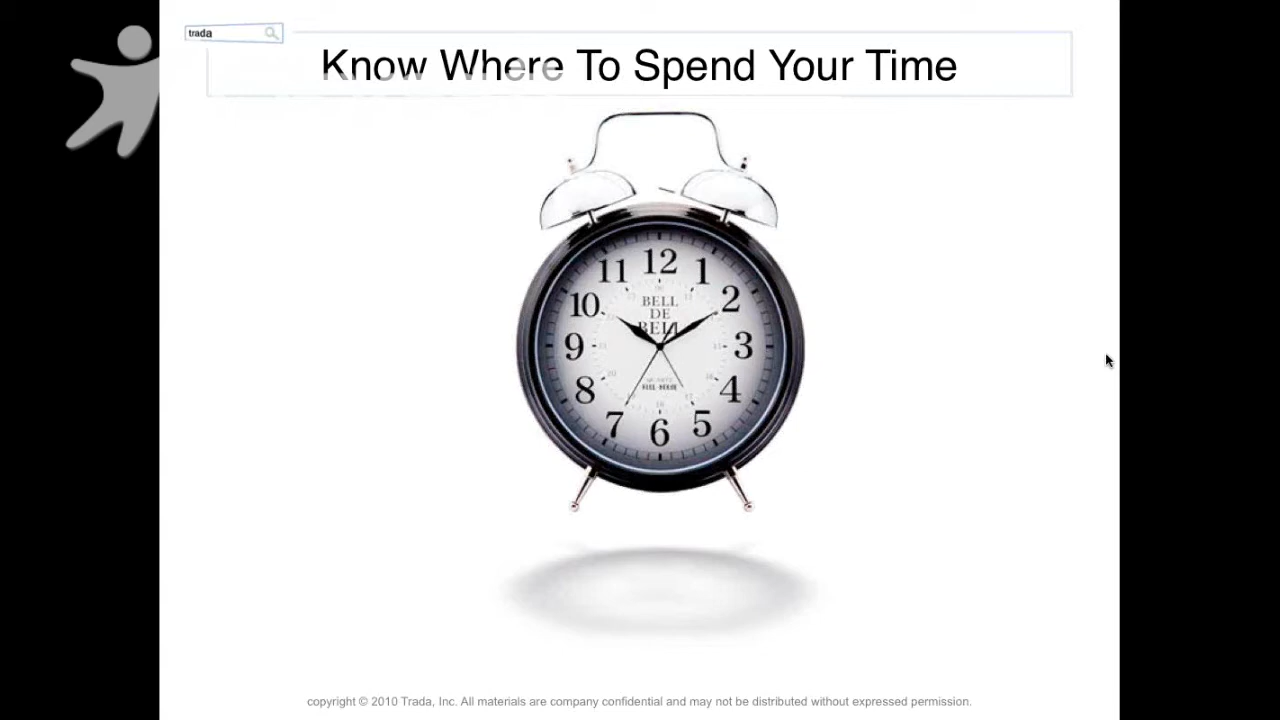 trada
Know Where To Spend Your Time
12
11
1
10
2
BELL
DE
BELL
9
3
8
4
7
5
6
copyright © 2010 Trada, Inc. All materials are company confidential and may not be distributed without expressed permission.